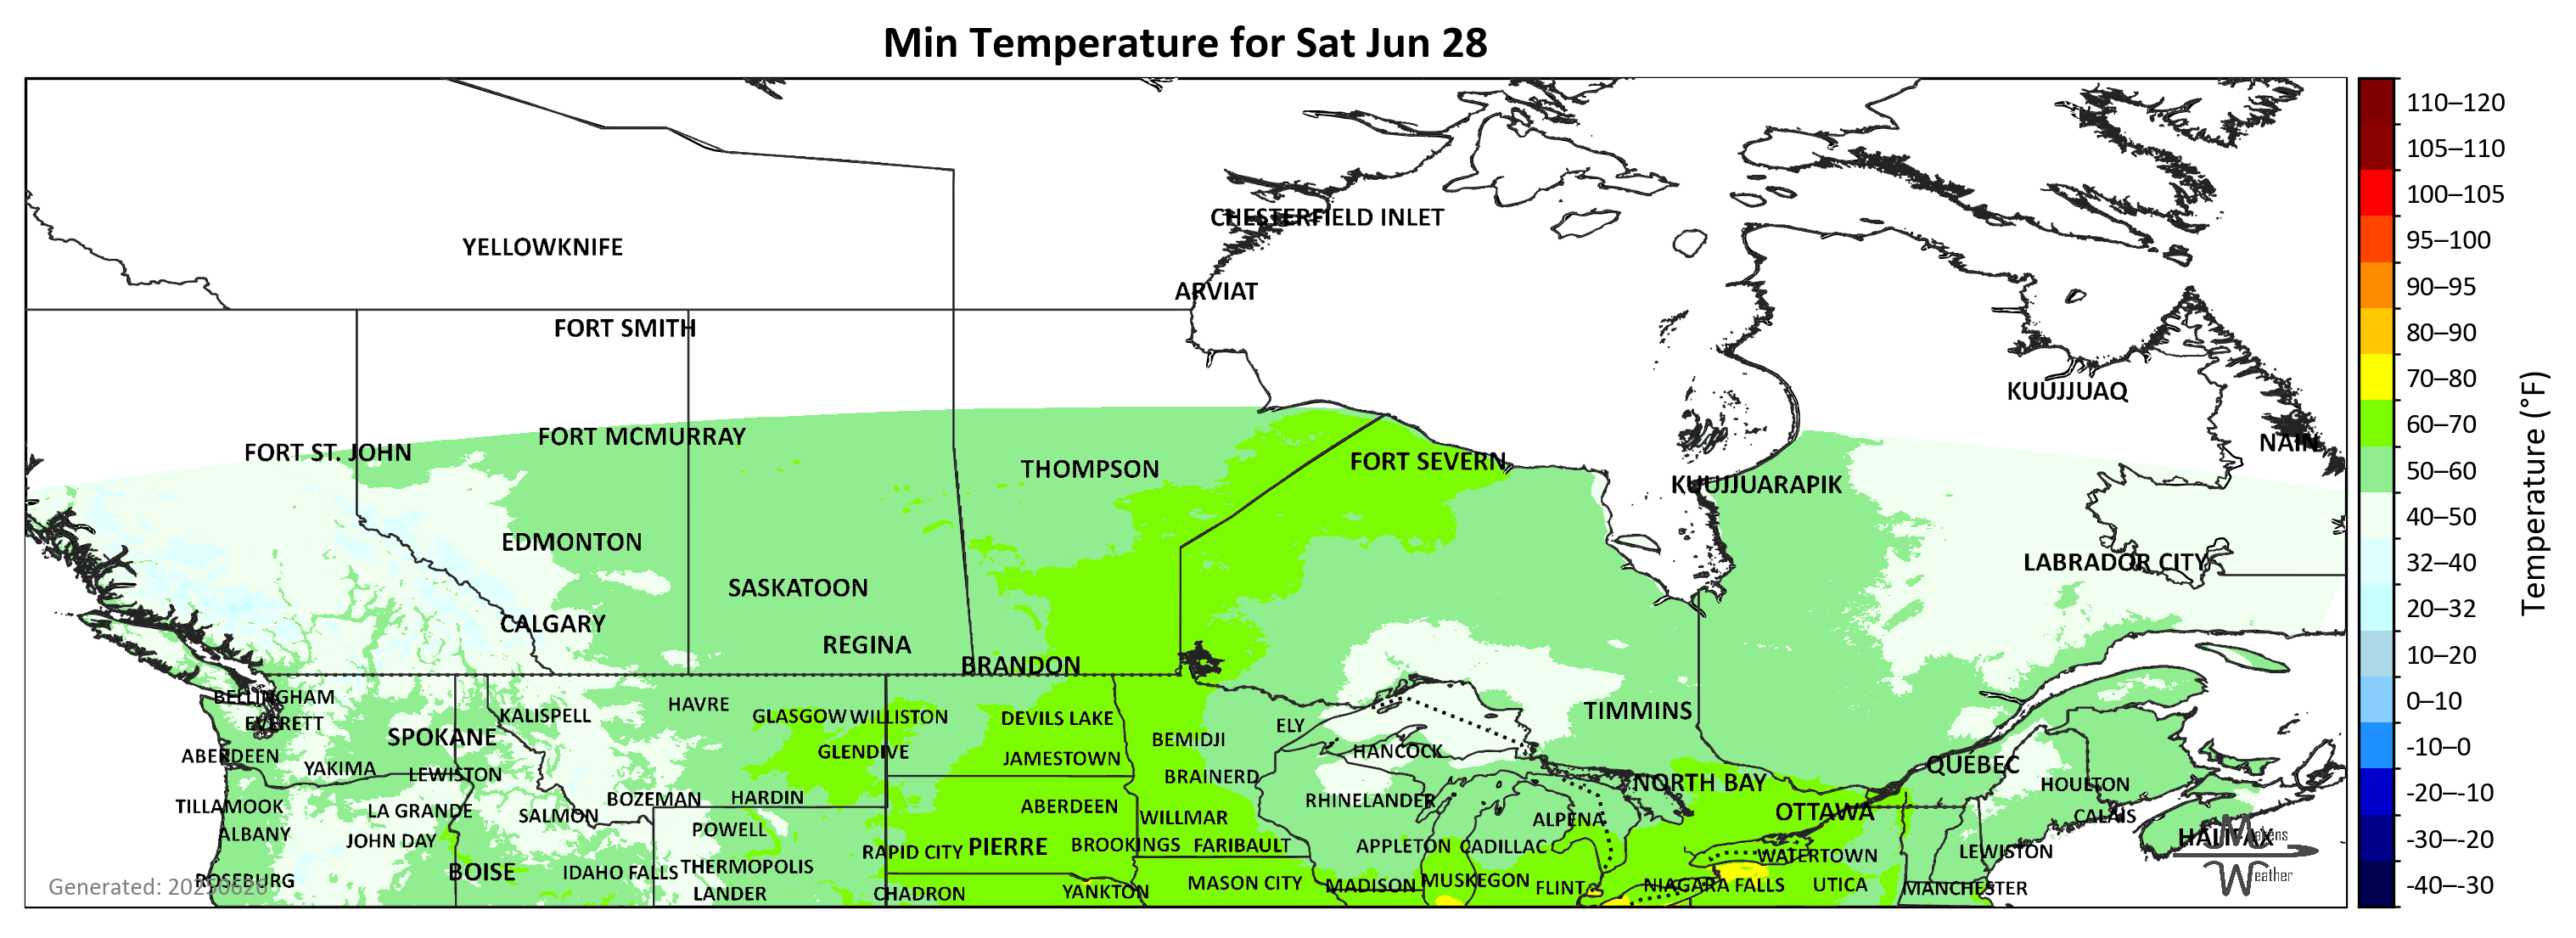 Min Temperature for Sat Jun 28
110–120
105–110
CHESTERFIELD INLET
100–105
YELLOWKNIFE
95–100
ARVIAT
90–95
FORT SMITH
80–90
KUUJJUAQ
70–80
FORT MCMURRAY
NAIN
60–70
FORT ST. JOHN
THOMPSON
FORT SEVERN
50–60
KUUJJUARAPIK
40–50
EDMONTON
LABRADOR CITY
32–40
SASKATOON
20–32
CALGARY
REGINA
10–20
BRANDON
BELLINGHAM
HAVRE
0–10
KALISPELL
GLASGOW WILLISTON
DEVILS LAKE
TIMMINS
EVERETT
ELY
SPOKANE
BEMIDJI
-10–0
ABERDEEN
GLENDIVE
JAMESTOWN
HANCOCK
YAKIMA
LEWISTON
BRAINERD
NORTH BAY
QUÉBEC
HOULTON
-20–-10
TILLAMOOK
LA GRANDE
SALMON
BOZEMAN
HARDIN
ABERDEEN
WILLMAR
RHINELANDER
ALPENA
OTTAWA
CALAIS
ALBANY
JOHN DAY
POWELL
RAPID CITY
PIERRE
BROOKINGS
FARIBAULT
APPLETON
CADILLAC
WATERTOWN
LEWISTON
HALIFAX
Makens
Weather
-30–-20
ROSEBURG
BOISE
IDAHO FALLS
THERMOPOLIS
LANDER
CHADRON
YANKTON
MASON CITY
MADISON
MUSKEGON
FLINT
NIAGARA FALLS
UTICA
MANCHESTER
-40–-30
Temperature (°F)